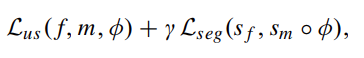 ℒ_us(f, m, ϕ) + γ ℒ_seg(s_f, s_m ∘ ϕ),